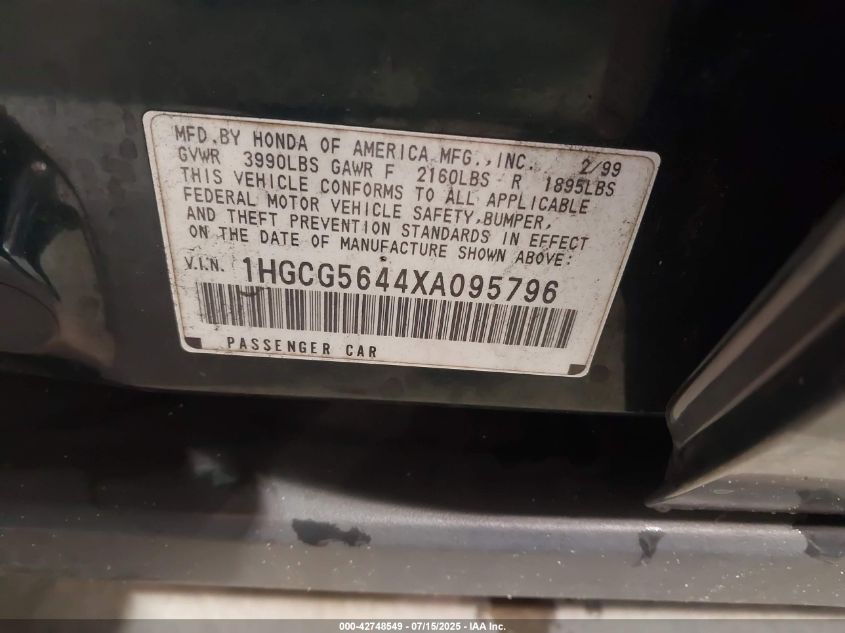 MFD.BY HONDA OF AMERICA MFG.,INC. 2/99
GVWR 3990LBS GAWR F 2160LBS R 1895LBS
THIS VEHICLE CONFORMS TO ALL APPLICABLE
FEDERAL MOTOR VEHICLE SAFETY,BUMPER,
AND THEFT PREVENTION STANDARDS IN EFFECT
ON THE DATE OF MANUFACTURE SHOWN ABOVE:
V.I.N. 1HGCG5644XA095796
PASSENGER CAR
000-42748549 - 07/15/2025 - IAA Inc.